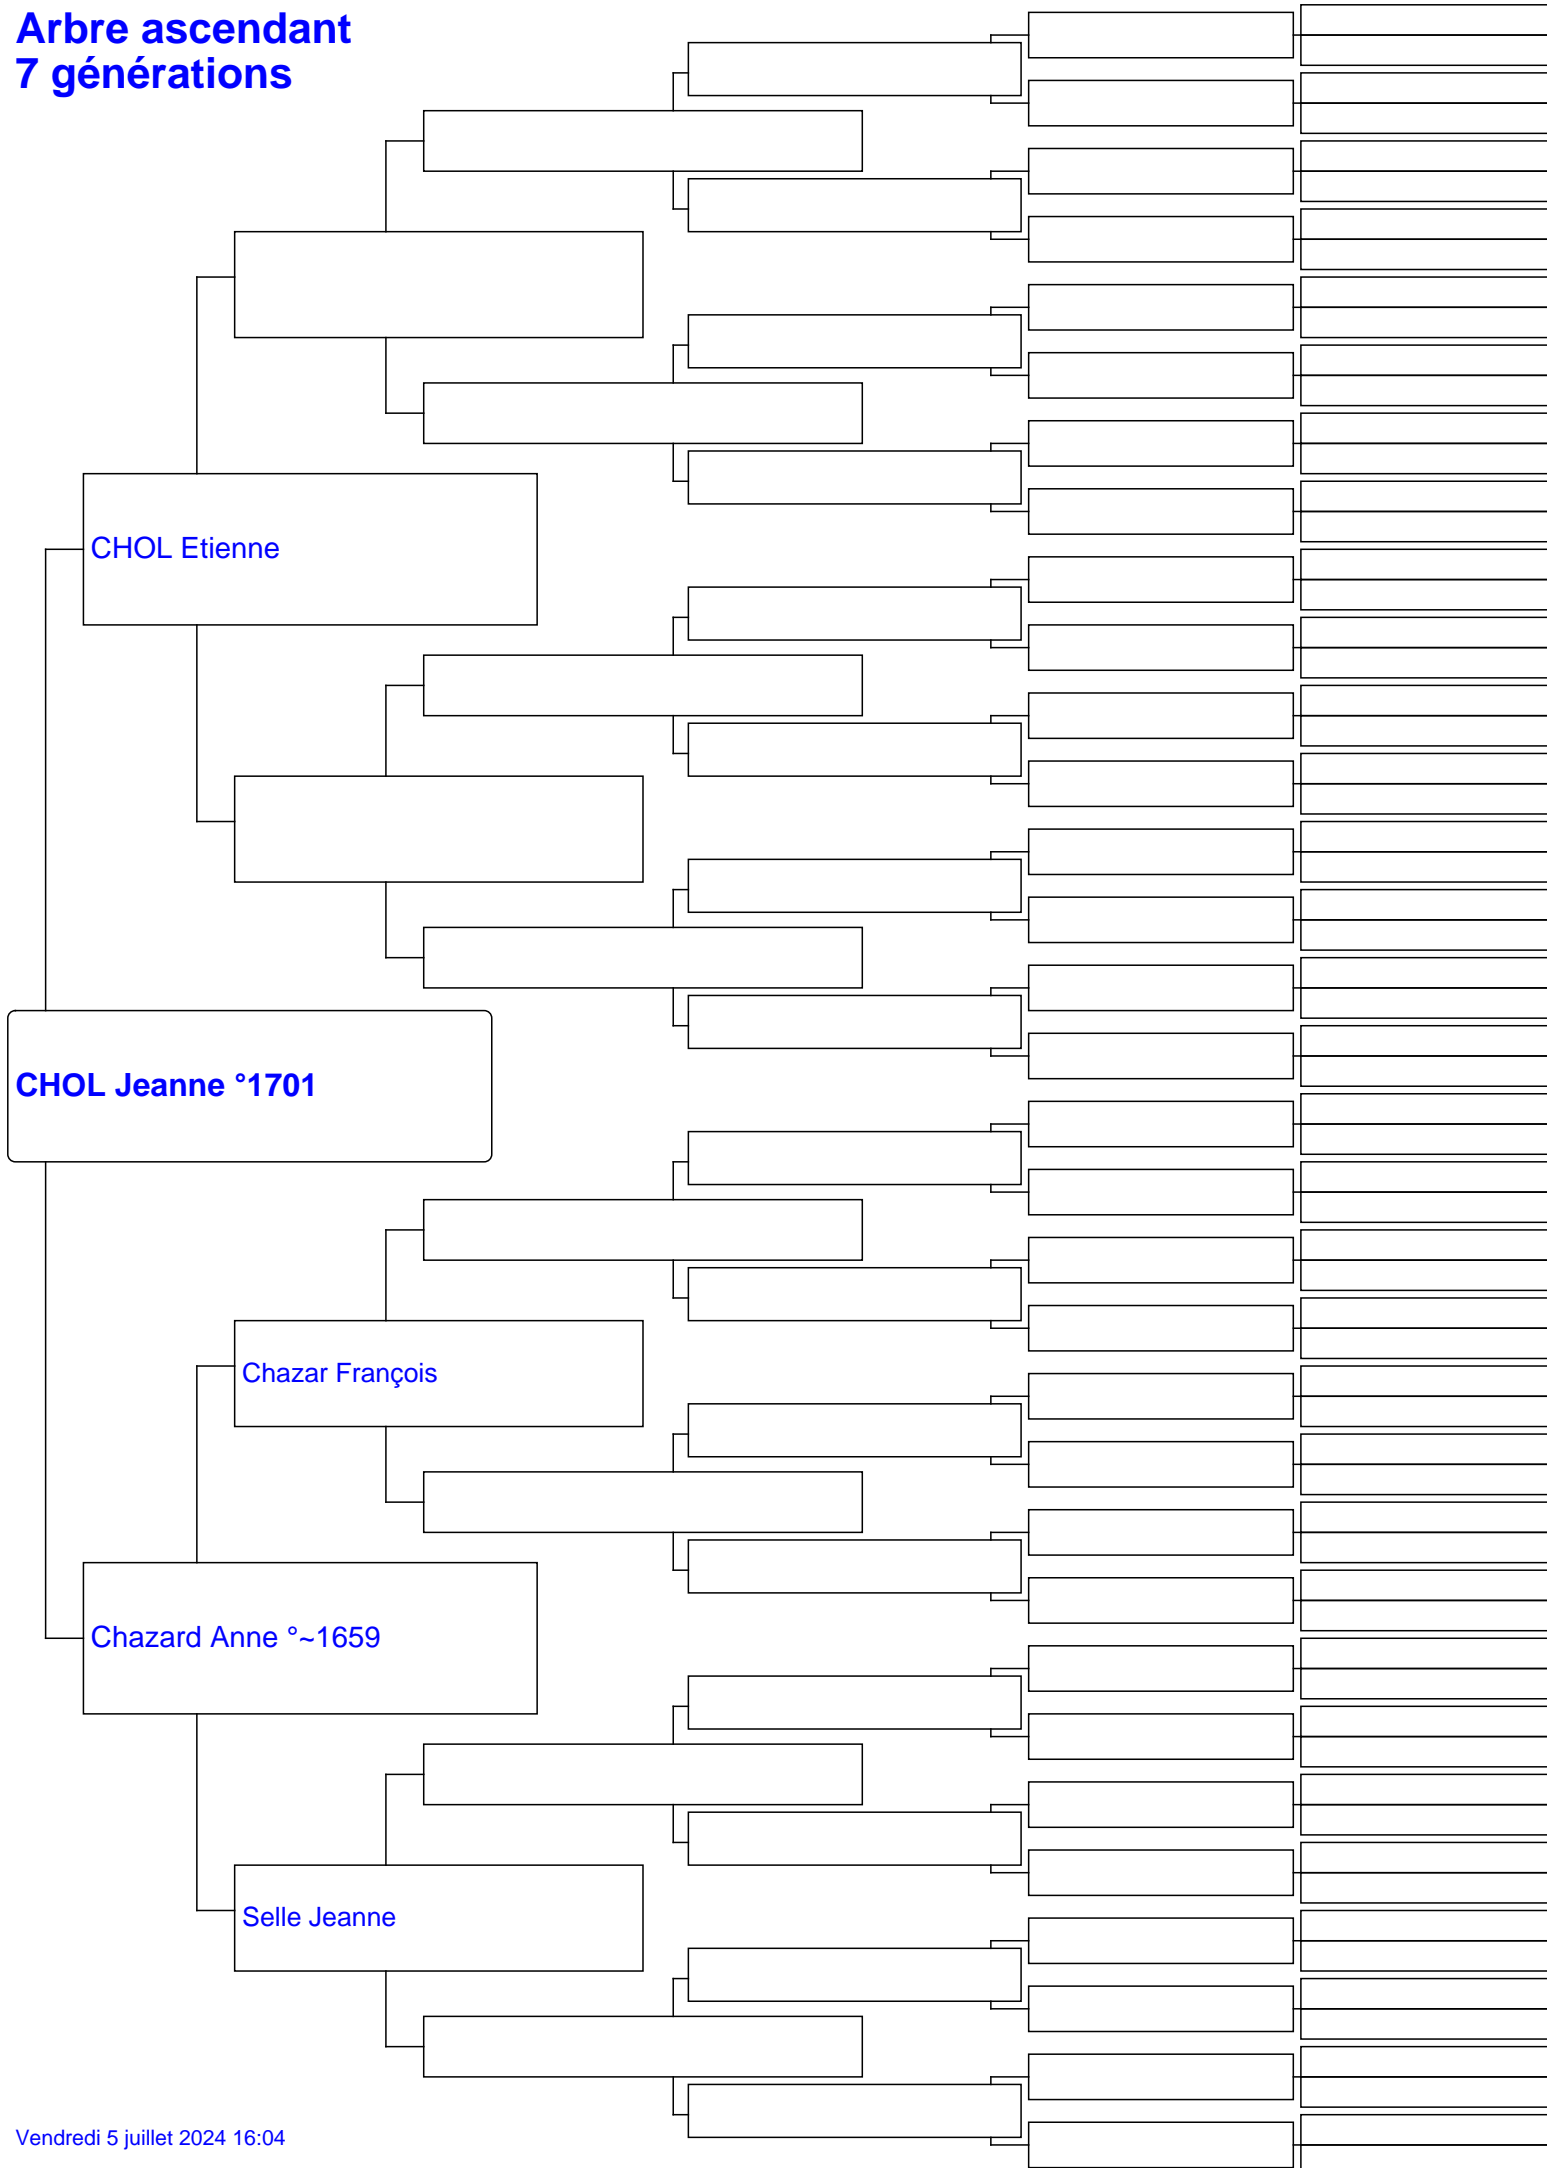 Arbre ascendant
7 générations
CHOL Etienne
CHOL Jeanne °1701
Chazar François
Chazard Anne °~1659
Selle Jeanne
Vendredi 5 juillet 2024 16:04